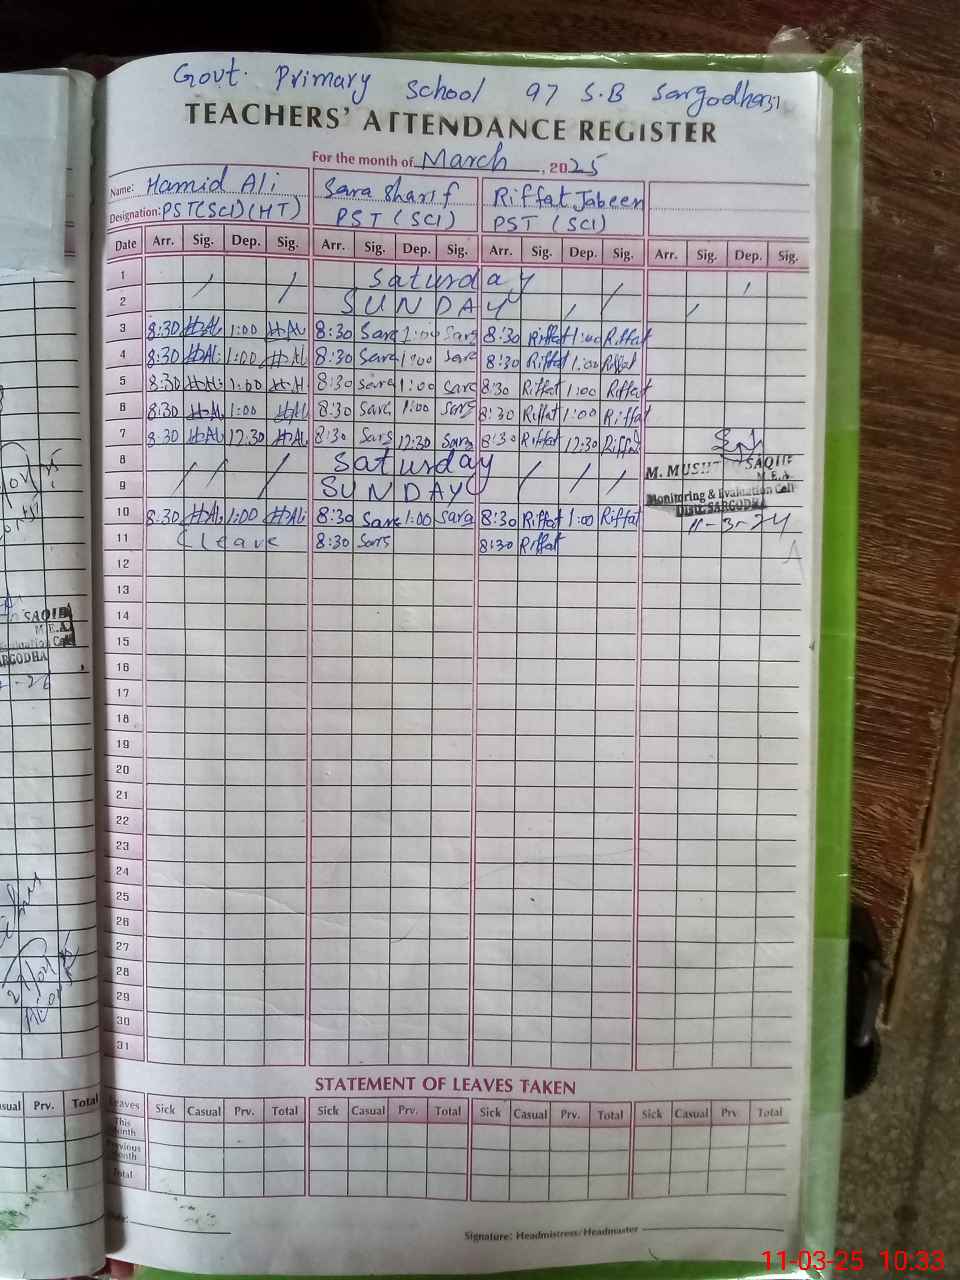 Govt. Primary School 97 S.B Sargodha
TEACHERS' ATTENDANCE REGISTER
For the month of March, 2025
Name: Hamid Ali Sara Sharif Riffat Jabeen
Designation: PST(SCI)(HT) PST (SCI) PST (SCI)
Date Arr. Sig. Dep. Sig. Arr. Sig. Dep. Sig. Arr. Sig. Dep. Sig. Arr. Sig. Dep. Sig.
1 Saturday
2 SUNDAY
3 8:30 H.Ali 1:00 H.Ali 8:30 Sara 1:00 Sara 8:30 Riffat 1:00 Riffat
4 8:30 H.Ali 1:00 H.Ali 8:30 Sara 1:00 Sara 8:30 Riffat 1:00 Riffat
5 8:30 H.Ali 1:00 H.Ali 8:30 Sara 1:00 Sara 8:30 Riffat 1:00 Riffat
6 8:30 H.Ali 1:00 H.Ali 8:30 Sara 1:00 Sara 8:30 Riffat 1:00 Riffat
7 8:30 H.Ali 12:30 H.Ali 8:30 Sara 12:30 Sara 8:30 Riffat 12:30 Riffat
8 Saturday
9 SUNDAY
M. SAQIB
M.E.A.
Monitoring & Evaluation Cell
Distt. SARGODHA
11-3-24
10 8:30 H.Ali 1:00 H.Ali 8:30 Sara 1:00 Sara 8:30 Riffat 1:00 Riffat
11 C leave 8:30 Sara 8:30 Riffat
12
13
14
15
16
17
18
19
20
21
22
23
24
25
26
27
28
29
30
31
SAQIB
M.E.A.
SARGODHA
STATEMENT OF LEAVES TAKEN
Prv. Total
Leaves Sick Casual Prv. Total Sick Casual Prv. Total Sick Casual Prv. Total Sick Casual Prv. Total
This Month
Previous Month
Total
Signature: Headmistress/Headmaster
11-03-25 10:33